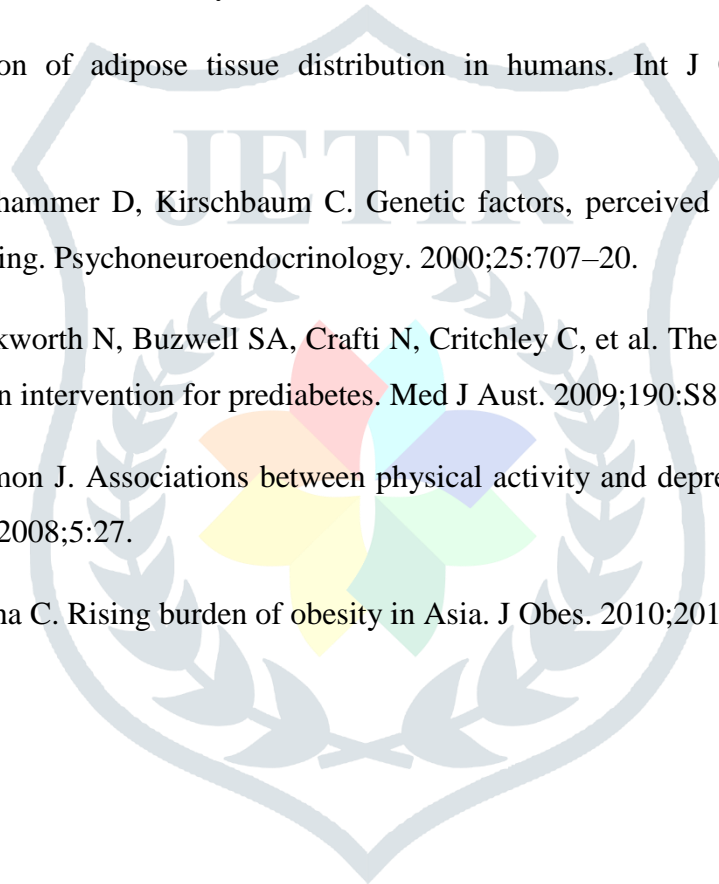 ion of adipose tissue distribution in humans. Int J
JETIR
hammer D, Kirschbaum C. Genetic factors, perceived
ing. Psychoneuroendocrinology. 2000;25:707–20.
kworth N, Buzwell SA, Crafti N, Critchley C, et al. The
n intervention for prediabetes. Med J Aust. 2009;190:S8
mon J. Associations between physical activity and depre
2008;5:27.
na C. Rising burden of obesity in Asia. J Obes. 2010;201